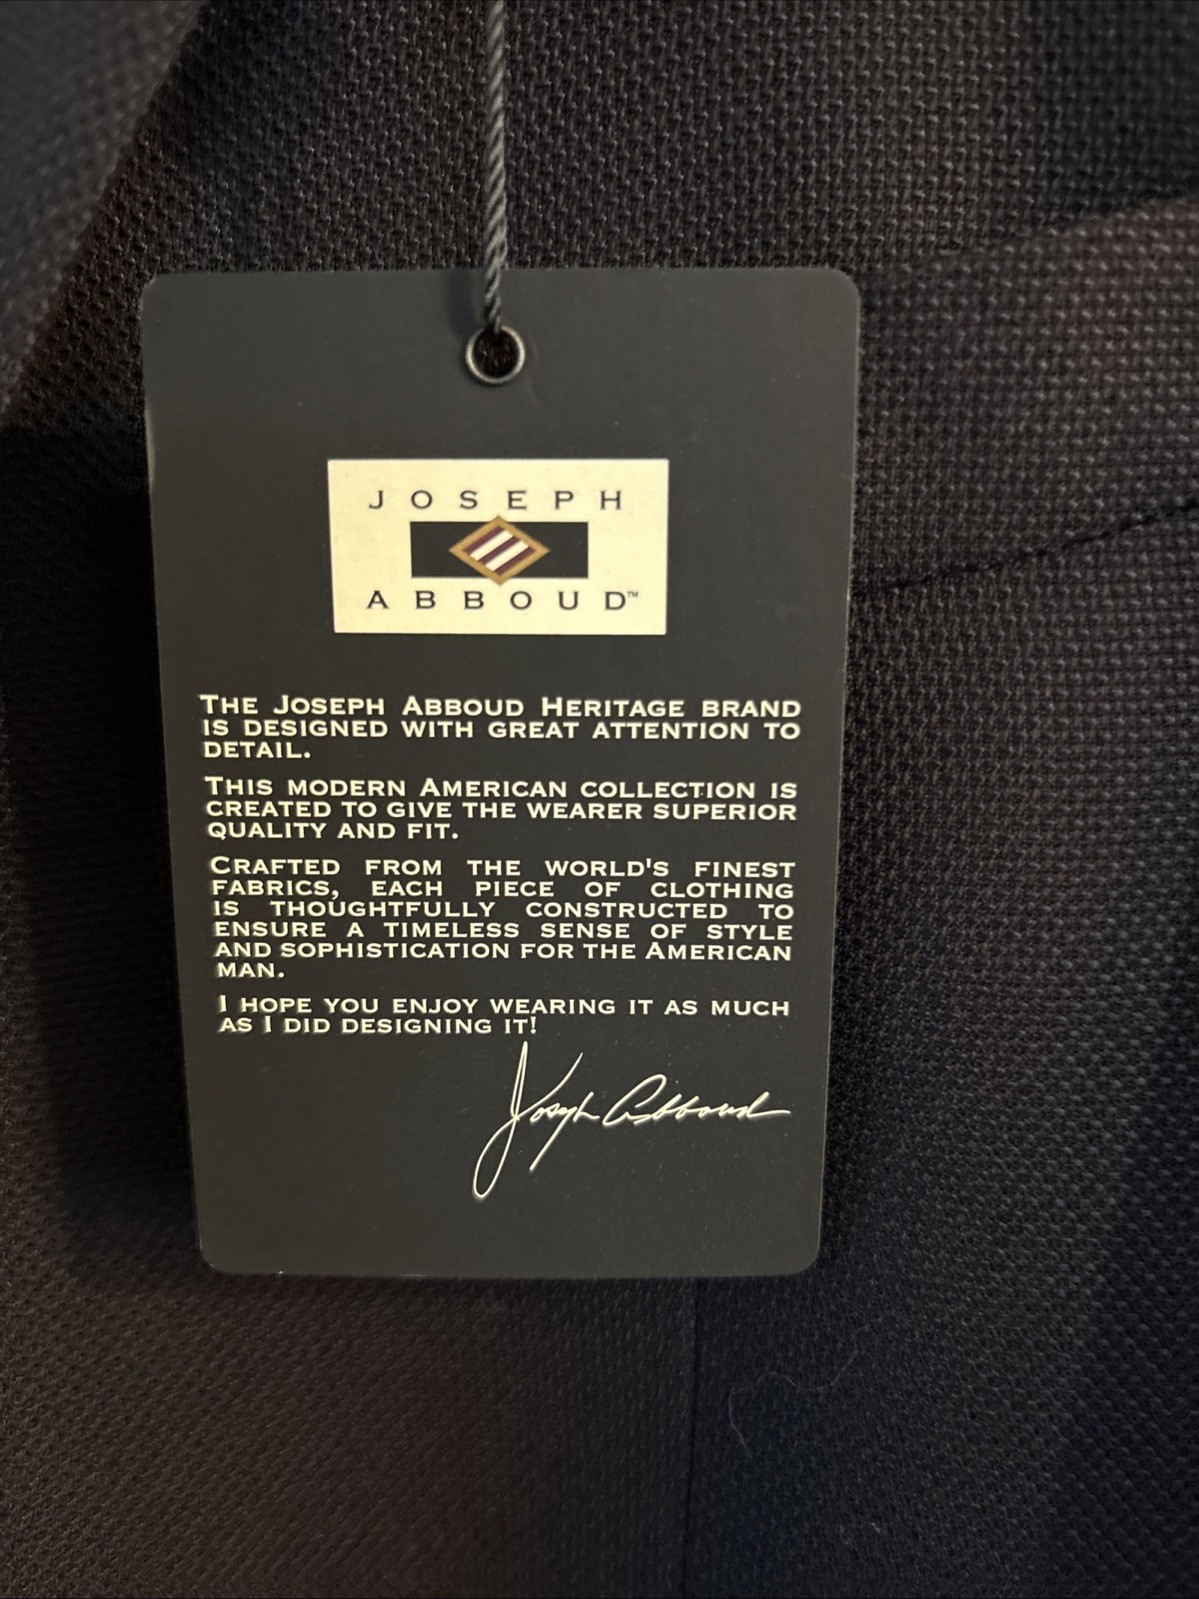 JOSEPH
ABBOUD™
THE JOSEPH ABBOUD HERITAGE BRAND
IS DESIGNED WITH GREAT ATTENTION TO
DETAIL.
THIS MODERN AMERICAN COLLECTION IS
CREATED TO GIVE THE WEARER SUPERIOR
QUALITY AND FIT.
CRAFTED FROM THE WORLD'S FINEST
FABRICS, EACH PIECE OF CLOTHING
IS THOUGHTFULLY CONSTRUCTED TO
ENSURE A TIMELESS SENSE OF STYLE
AND SOPHISTICATION FOR THE AMERICAN
MAN.
I HOPE YOU ENJOY WEARING IT AS MUCH
AS I DID DESIGNING IT!
Joseph Abboud